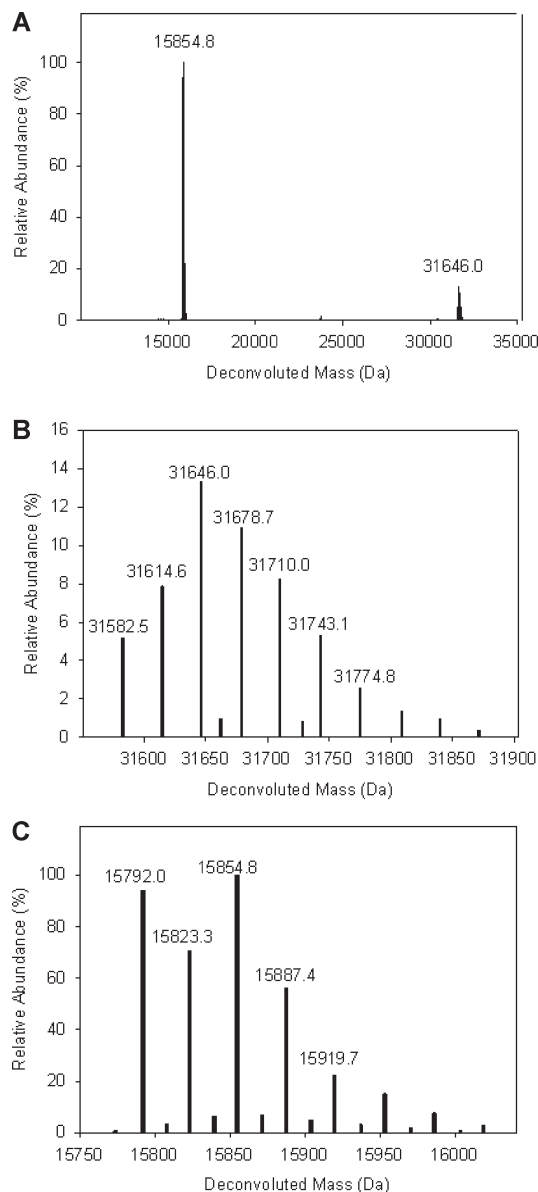 A
15854.8
100
80
60
40
20
0
Relative Abundance (%)
31646.0
15000 20000 25000 30000 35000
Deconvoluted Mass (Da)
B
16
14
12
10
8
6
4
2
0
Relative Abundance (%)
31646.0
31678.7
31614.6
31710.0
31582.5
31743.1
31774.8
31600 31650 31700 31750 31800 31850 31900
Deconvoluted Mass (Da)
C
100
80
60
40
20
0
Relative Abundance (%)
15792.0
15854.8
15823.3
15887.4
15919.7
15750 15800 15850 15900 15950 16000
Deconvoluted Mass (Da)